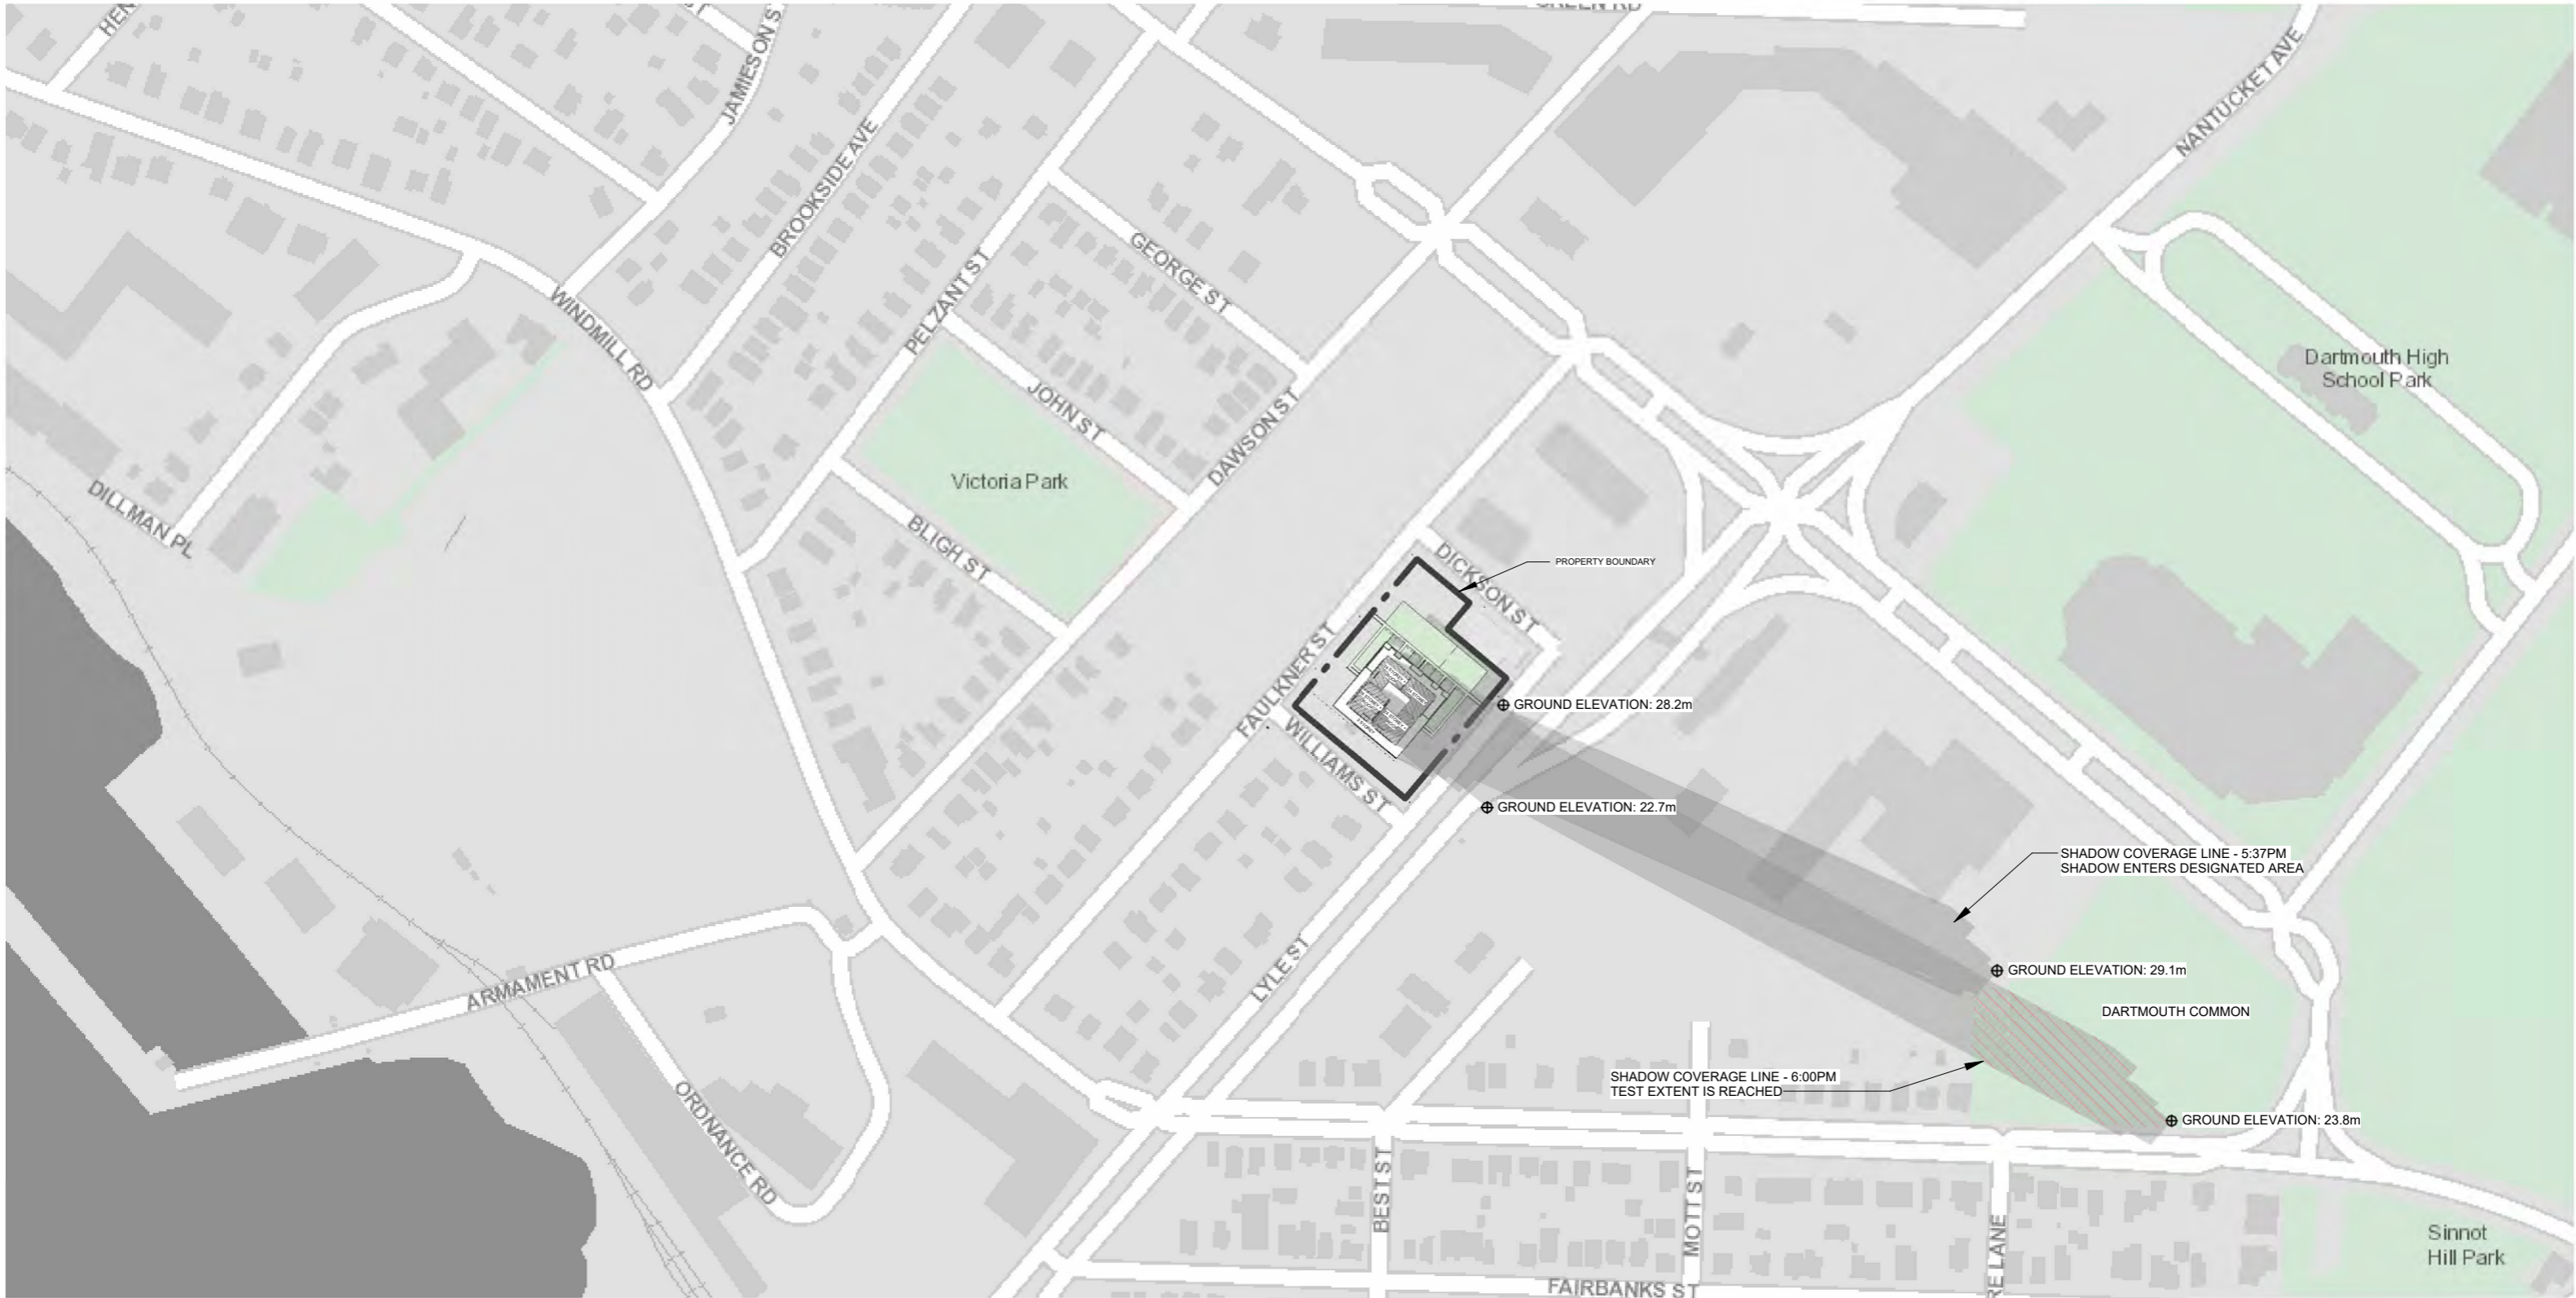 GREEN RD
JAMIESON S
NANTUCKET AVE
BROOKSIDE AVE
GEORGE ST
PELZANT ST
WINDMILL RD
Dartmouth High
School Park
JOHN ST
DAWSON ST
Victoria Park
DILLMAN PL
BLIGH ST
DICKSON ST
PROPERTY BOUNDARY
FAULKNER ST
GROUND ELEVATION: 28.2m
WILLIAMS ST
GROUND ELEVATION: 22.7m
SHADOW COVERAGE LINE - 5:37PM
SHADOW ENTERS DESIGNATED AREA
LYLE ST
ARMAMENT RD
GROUND ELEVATION: 29.1m
DARTMOUTH COMMON
SHADOW COVERAGE LINE - 6:00PM
TEST EXTENT IS REACHED
ORDNANCE RD
GROUND ELEVATION: 23.8m
BEST ST
MOTT ST
RE LANE
Sinnot
Hill Park
FAIRBANKS ST